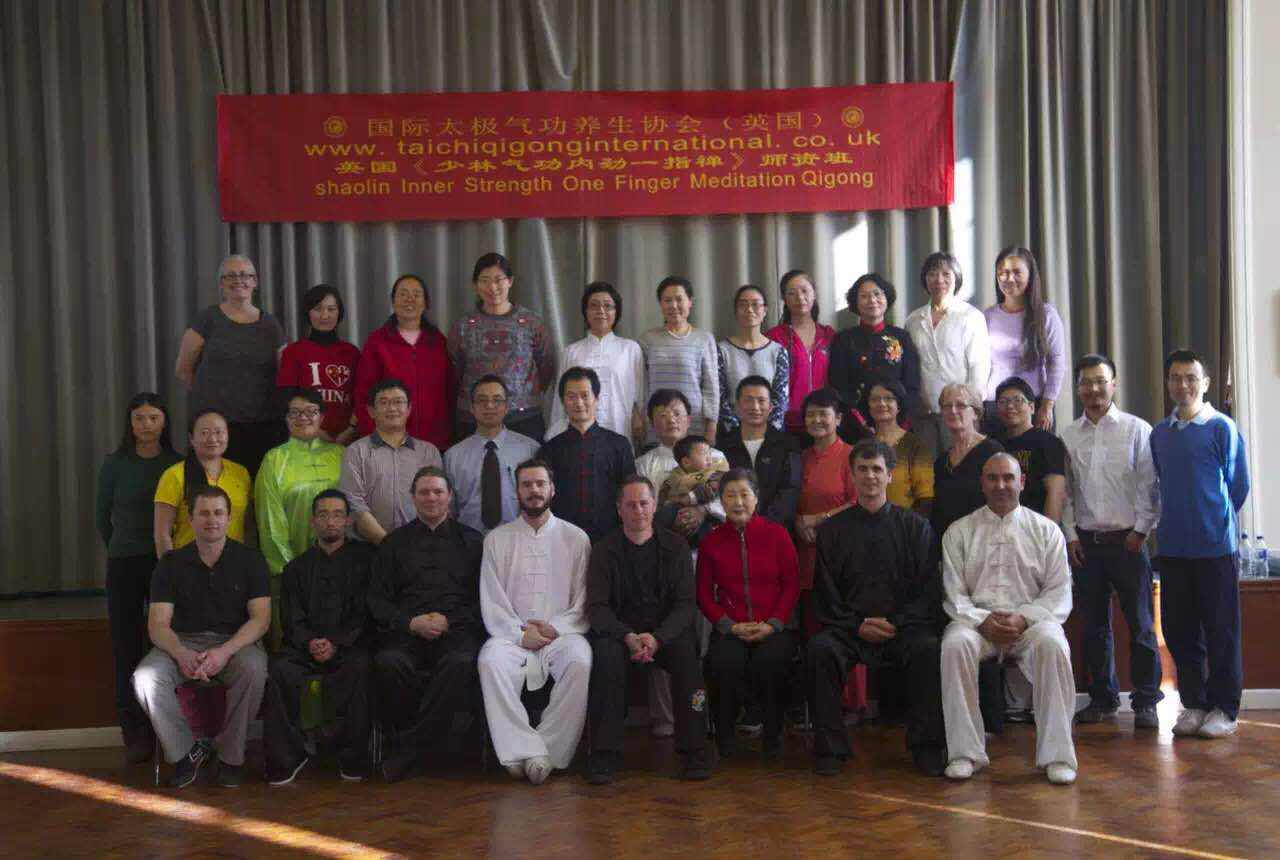 国际太极气功养生协会（英国）
www. taichiqigonginternational. co. uk
英国《少林气功内劲一指禅》师资班
shaolin Inner Strength One Finger Meditation Qigong
I
CHINA